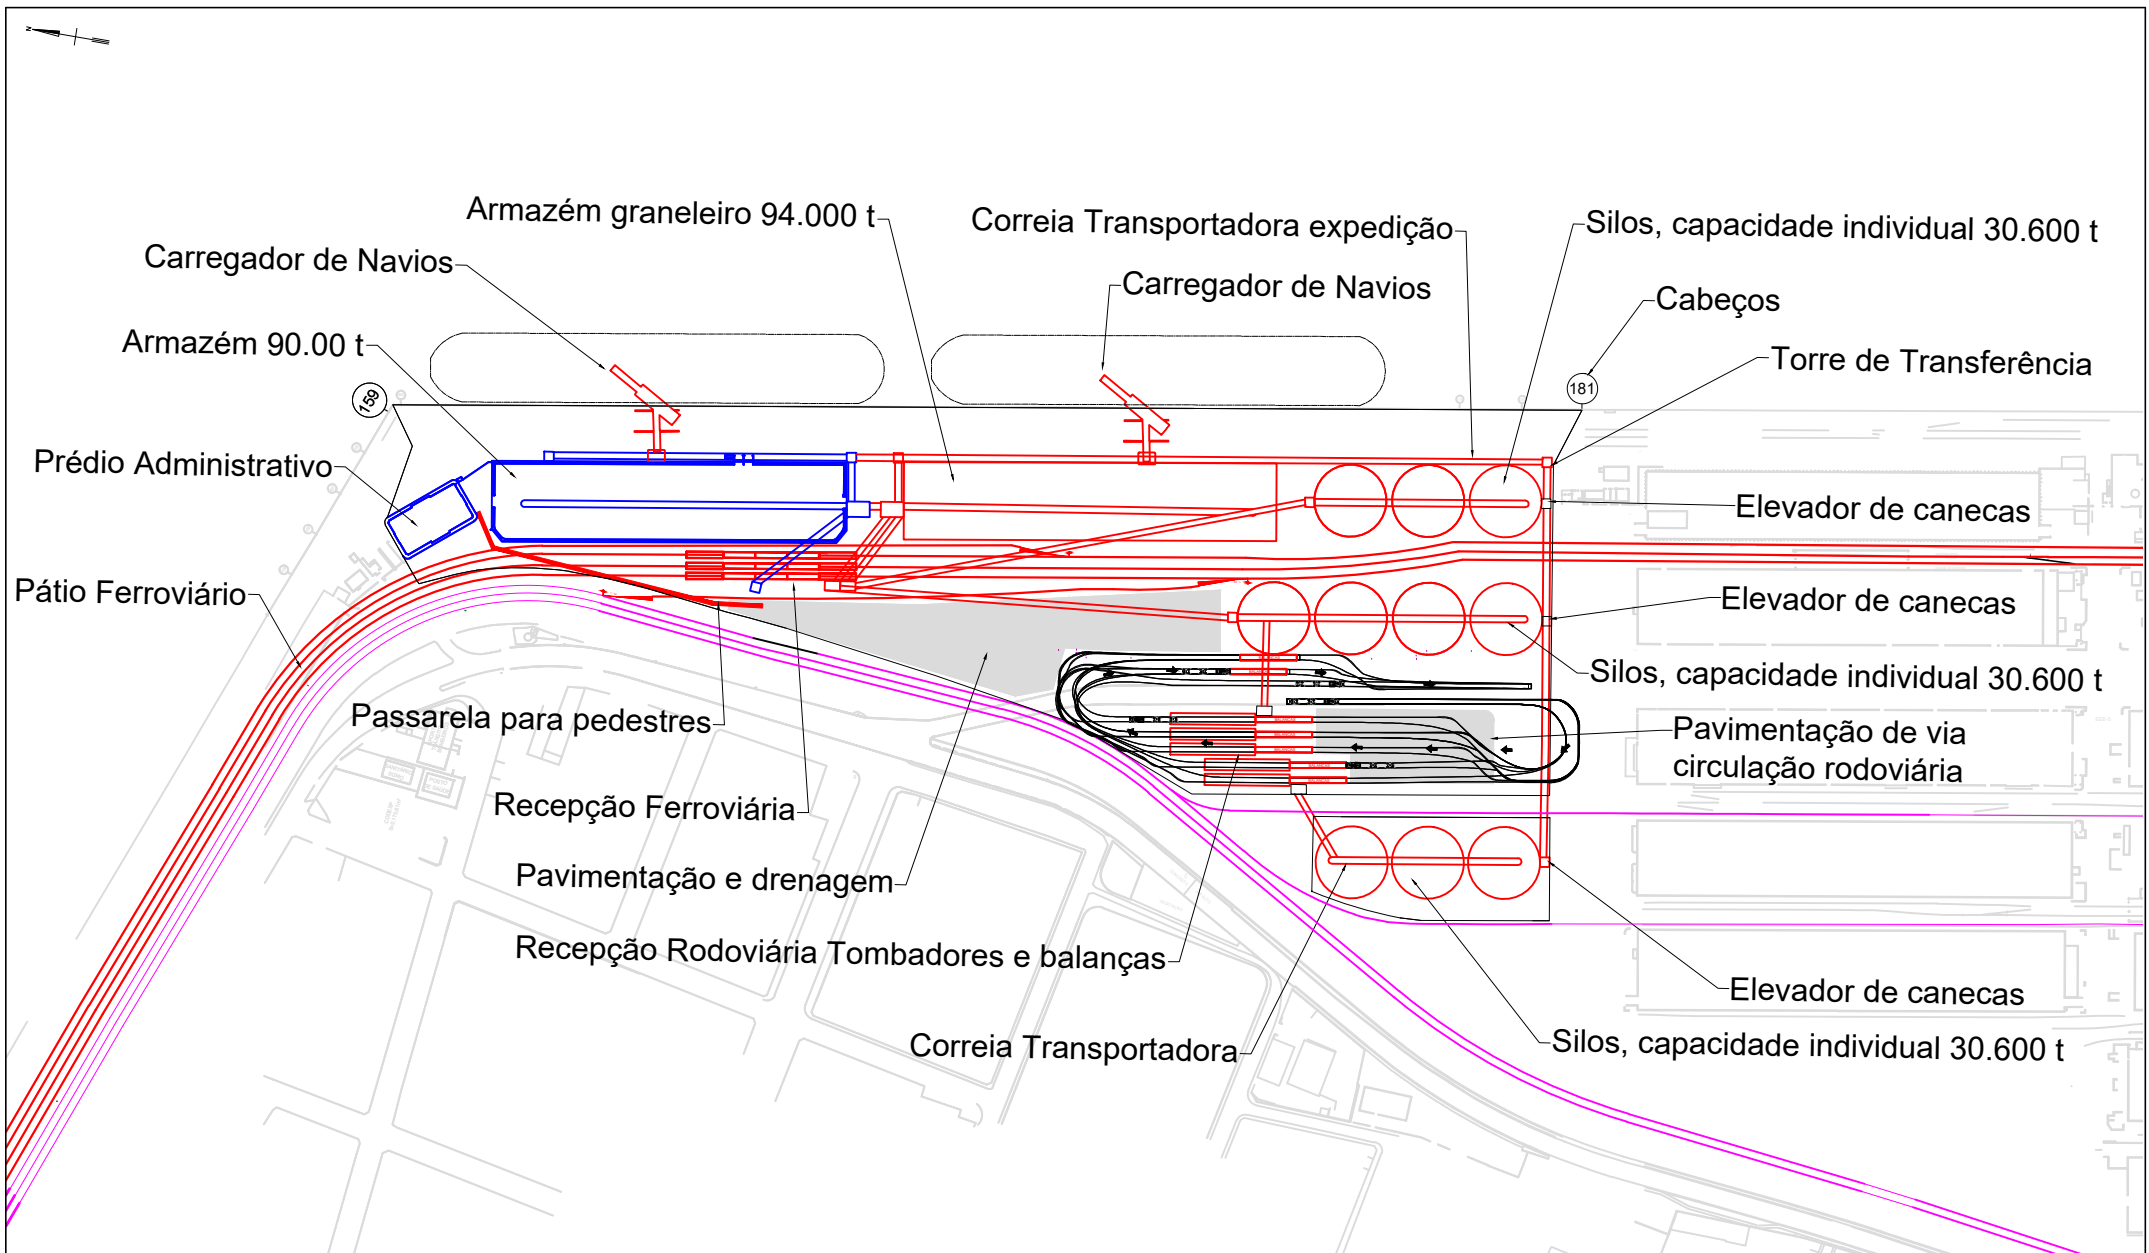 N
Armazém graneleiro 94.000 t
Correia Transportadora expedição
Silos, capacidade individual 30.600 t
Carregador de Navios
Carregador de Navios
Cabeços
Armazém 90.00 t
Torre de Transferência
159
181
Prédio Administrativo
Elevador de canecas
Pátio Ferroviário
Elevador de canecas
Silos, capacidade individual 30.600 t
Passarela para pedestres
Pavimentação de via
circulação rodoviária
Recepção Ferroviária
Pavimentação e drenagem
Recepção Rodoviária Tombadores e balanças
Elevador de canecas
Correia Transportadora
Silos, capacidade individual 30.600 t